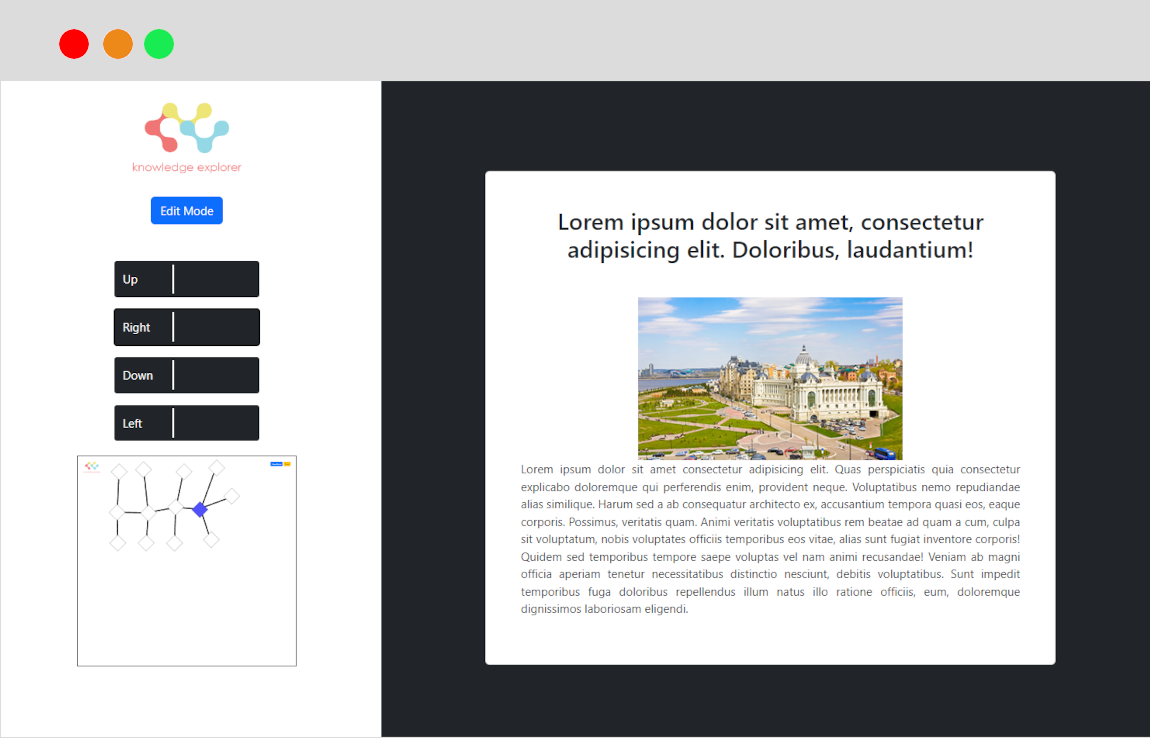 knowledge explorer
Edit Mode
Up
Right
Down
Left
Lorem ipsum dolor sit amet, consectetur
adipisicing elit. Doloribus, laudantium!
Lorem ipsum dolor sit amet consectetur adipisicing elit. Quas perspiciatis quia consectetur
explicabo doloremque qui perferendis enim, provident neque. Voluptatibus nemo repudiandae
alias similique. Harum sed a ab consequatur architecto ex, accusantium tempora quasi eos, eaque
corporis. Possimus, veritatis quam. Animi veritatis voluptatibus rem beatae ad quam a cum, culpa
sit voluptatum, nobis voluptates officiis temporibus eos vitae, alias sunt fugiat inventore corporis!
Quidem sed temporibus tempore saepe voluptas vel nam animi recusandae! Veniam ab magni
officia aperiam tenetur necessitatibus distinctio nesciunt, debitis voluptatibus. Sunt impedit
temporibus fuga doloribus repellendus illum natus illo ratione officiis, eum, doloremque
dignissimos laboriosam eligendi.